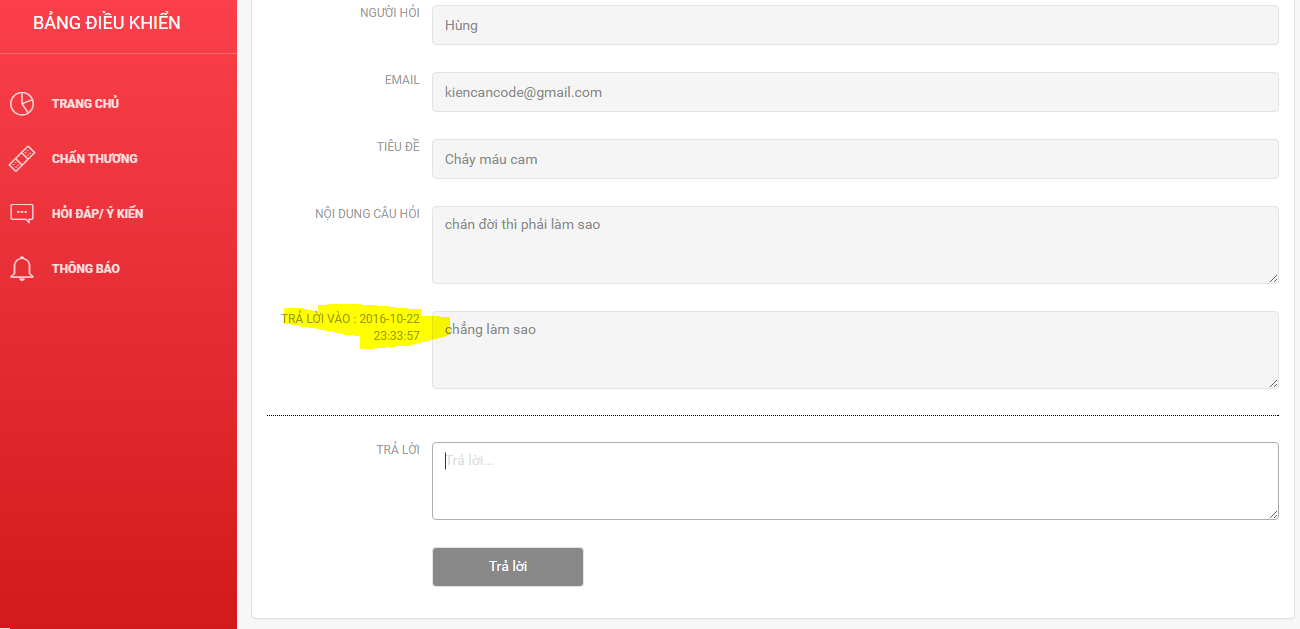 BẢNG ĐIỀU KHIỂN
TRANG CHỦ
CHẤN THƯƠNG
HỎI ĐÁP/ Ý KIẾN
THÔNG BÁO
NGƯỜI HỎI
Hùng
EMAIL
kiencancode@gmail.com
TIÊU ĐỀ
Chảy máu cam
NỘI DUNG CÂU HỎI
chán đời thì phải làm sao
TRẢ LỜI VÀO : 2016-10-22
23:33:57
chẳng làm sao
TRẢ LỜI
Trả lời...
Trả lời